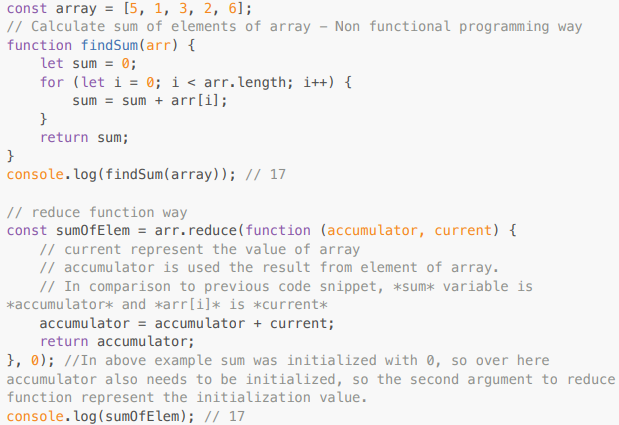 const array = [5, 1, 3, 2, 6];
// Calculate sum of elements of array - Non functional programming way
function findSum(arr) {
    let sum = 0;
    for (let i = 0; i < arr.length; i++) {
        sum = sum + arr[i];
    }
    return sum;
}
console.log(findSum(array)); // 17

// reduce function way
const sumOfElem = arr.reduce(function (accumulator, current) {
    // current represent the value of array
    // accumulator is used the result from element of array.
    // In comparison to previous code snippet, *sum* variable is
*accumulator* and *arr[i]* is *current*
    accumulator = accumulator + current;
    return accumulator;
}, 0); //In above example sum was initialized with 0, so over here
accumulator also needs to be initialized, so the second argument to reduce
function represent the initialization value.
console.log(sumOfElem); // 17